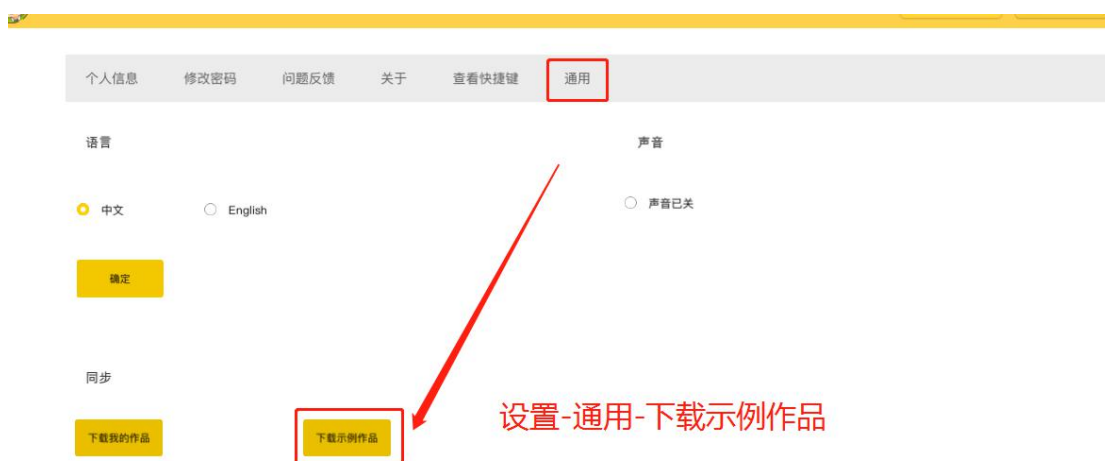 个人信息 修改密码 问题反馈 关于 查看快捷键 通用
语言 声音
中文 English 声音已关
确定
同步
设置-通用-下载示例作品
下载我的作品 下载示例作品